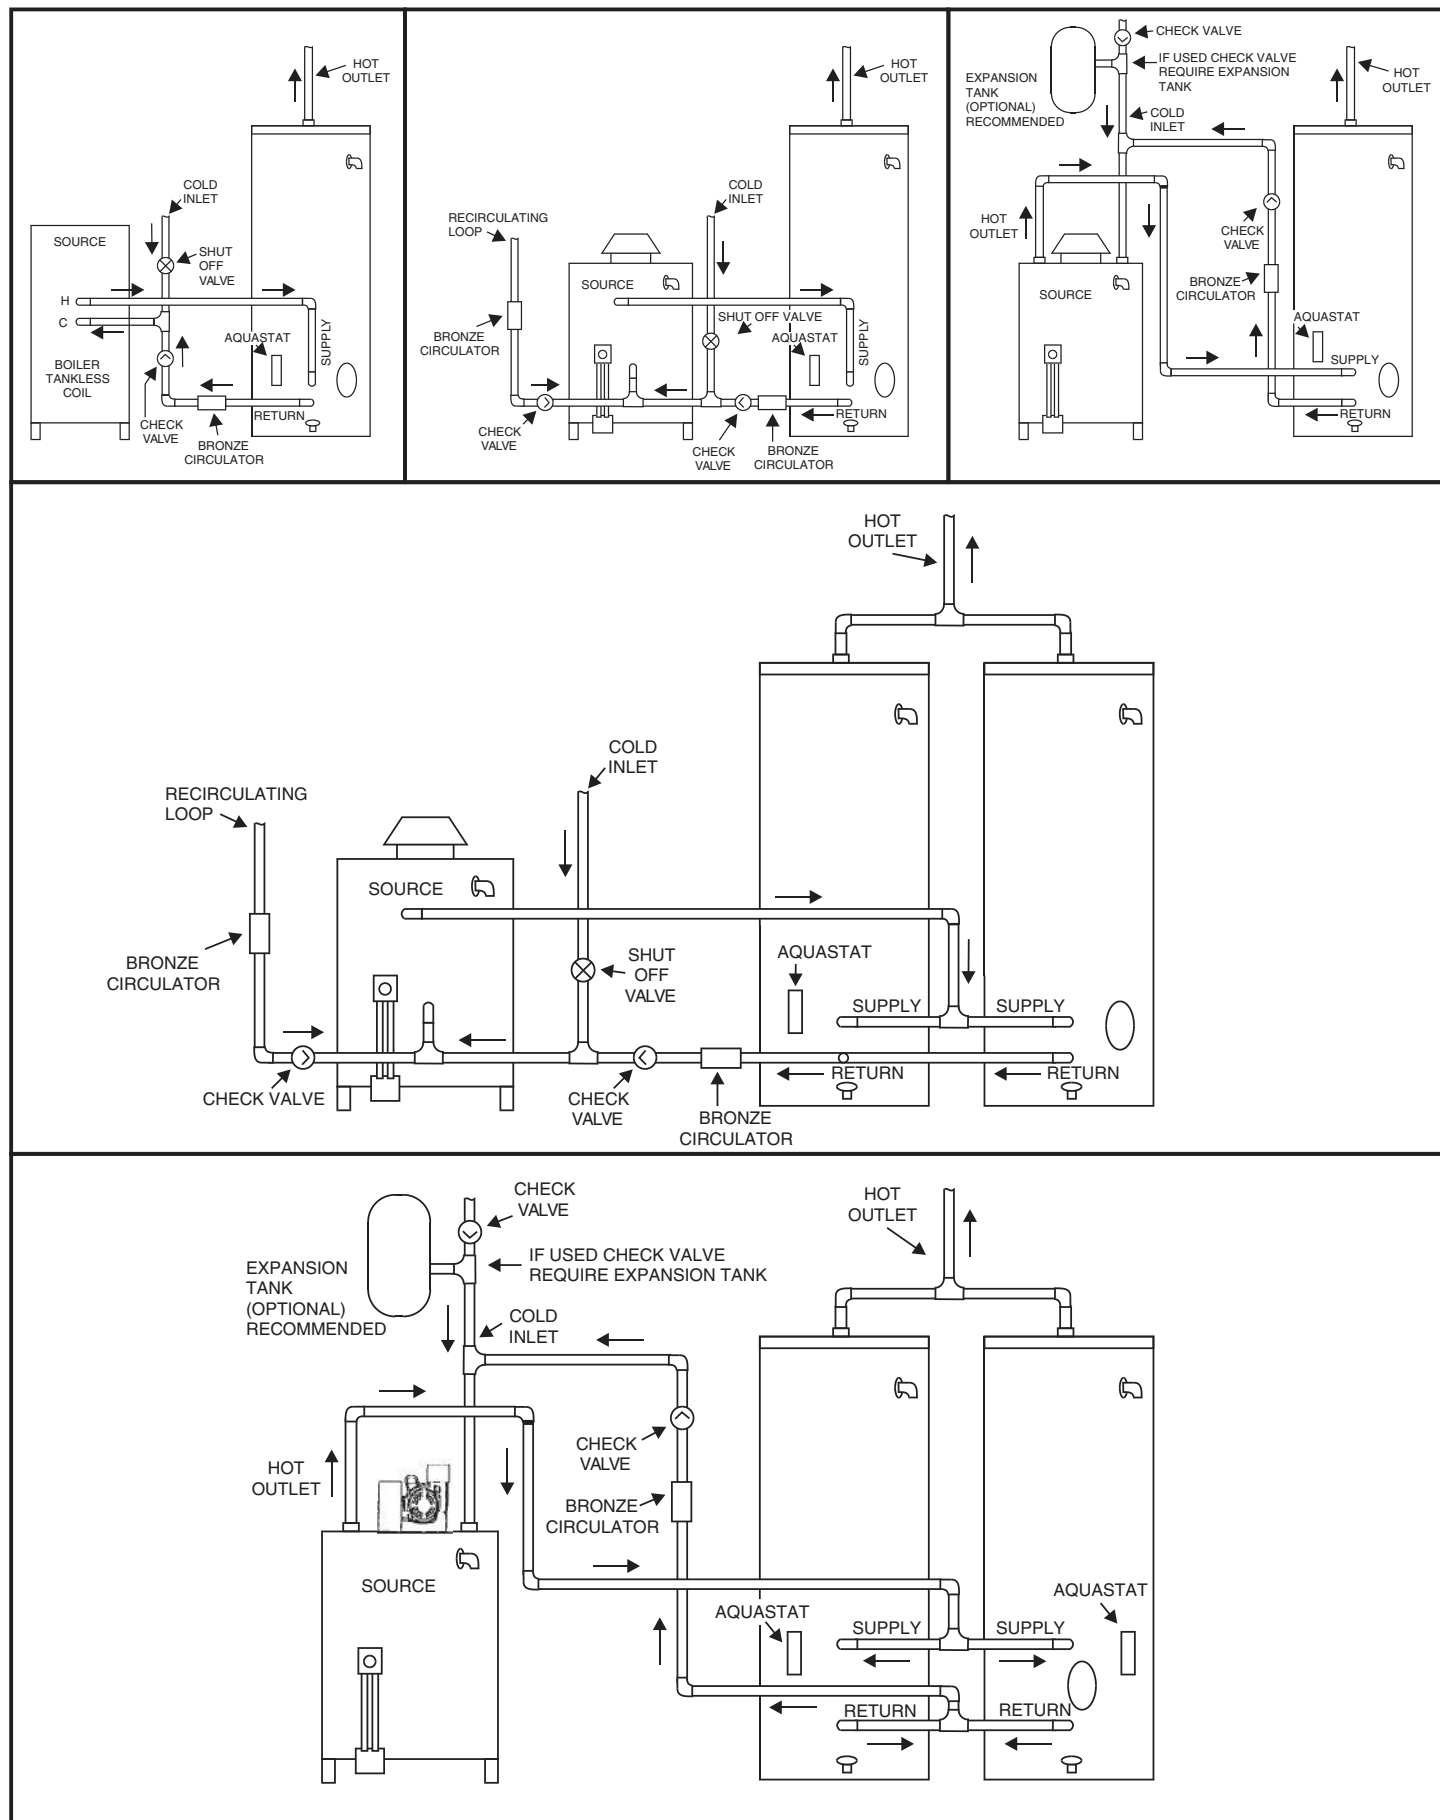 HOT
OUTLET
COLD
INLET
SOURCE
SHUT
OFF
VALVE
H
C
AQUASTAT
SUPPLY
BOILER
TANKLESS
COIL
RETURN
CHECK
VALVE
BRONZE
CIRCULATOR
HOT
OUTLET
COLD
INLET
RECIRCULATING
LOOP
SOURCE
SHUT OFF VALVE
BRONZE
CIRCULATOR
AQUASTAT
SUPPLY
RETURN
CHECK
VALVE
CHECK
VALVE
BRONZE
CIRCULATOR
CHECK VALVE
IF USED CHECK VALVE
REQUIRE EXPANSION
TANK
EXPANSION
TANK
(OPTIONAL)
RECOMMENDED
HOT
OUTLET
COLD
INLET
HOT
OUTLET
CHECK
VALVE
SOURCE
BRONZE
CIRCULATOR
AQUASTAT
SUPPLY
RETURN
HOT
OUTLET
COLD
INLET
RECIRCULATING
LOOP
SOURCE
BRONZE
CIRCULATOR
SHUT
OFF
VALVE
AQUASTAT
SUPPLY
SUPPLY
RETURN
RETURN
CHECK VALVE
CHECK
VALVE
BRONZE
CIRCULATOR
CHECK
VALVE
HOT
OUTLET
IF USED CHECK VALVE
REQUIRE EXPANSION TANK
EXPANSION
TANK
(OPTIONAL)
RECOMMENDED
COLD
INLET
CHECK
VALVE
HOT
OUTLET
BRONZE
CIRCULATOR
SOURCE
AQUASTAT
AQUASTAT
SUPPLY
SUPPLY
RETURN
RETURN